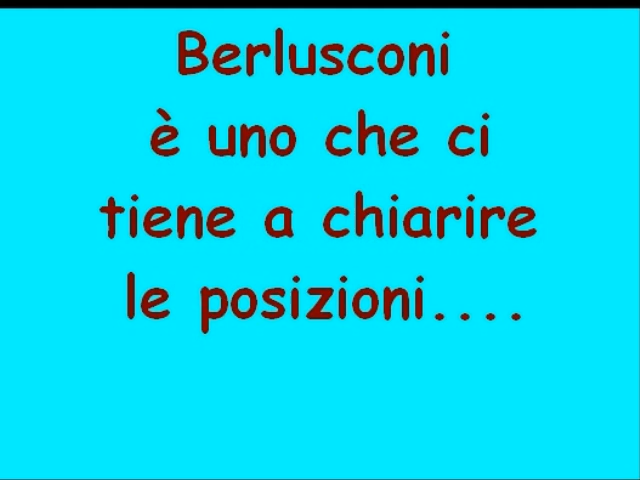 Berlusconi
è uno che ci
tiene a chiarire
le posizioni....